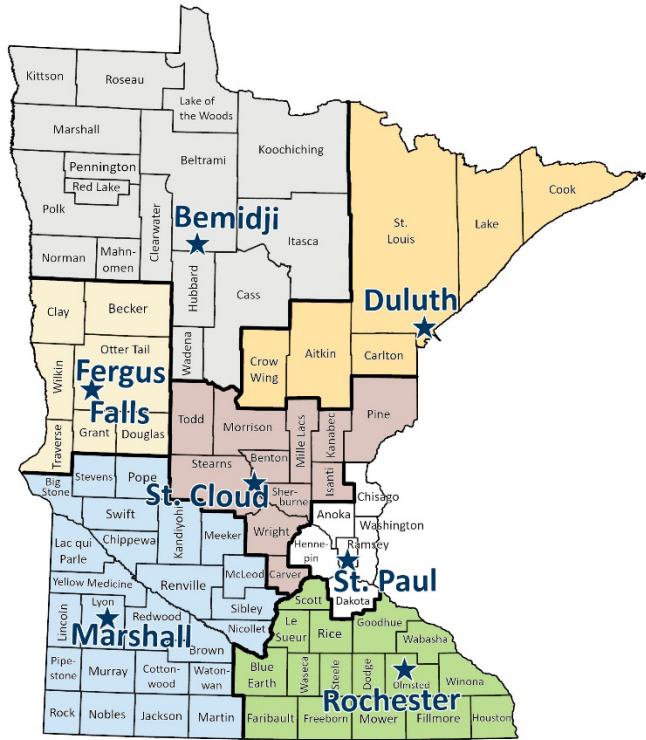 Kittson
Roseau
Lake of
the Woods
Marshall
Koochiching
Beltrami
Pennington
Red Lake
Polk
Clearwater
Bemidji
Norman
Mahn-
omen
Hubbard
Itasca
Cass
Wadena
Cook
Lake
St.
Louis
Duluth
Carlton
Aitkin
Crow
Wing
Clay
Becker
Otter Tail
Wilkin
Fergus
Falls
Traverse
Grant
Douglas
Todd
Morrison
Mille Lacs
Kanabec
Pine
Benton
Stearns
Isanti
St. Cloud
Sher-
burne
Wright
Carver
Chisago
Anoka
Washington
Henne-
pin
Ramsey
St. Paul
Dakota
Big
Stone
Stevens
Pope
Swift
Kandiyohi
Meeker
Lac qui
Parle
Chippewa
Yellow Medicine
Renville
McLeod
Sibley
Lincoln
Lyon
Redwood
Marshall
Nicollet
Brown
Pipe-
stone
Murray
Cotton-
wood
Waton-
wan
Rock
Nobles
Jackson
Martin
Scott
Le
Sueur
Rice
Goodhue
Wabasha
Blue
Earth
Waseca
Steele
Dodge
Olmsted
Winona
Rochester
Faribault
Freeborn
Mower
Fillmore
Houston